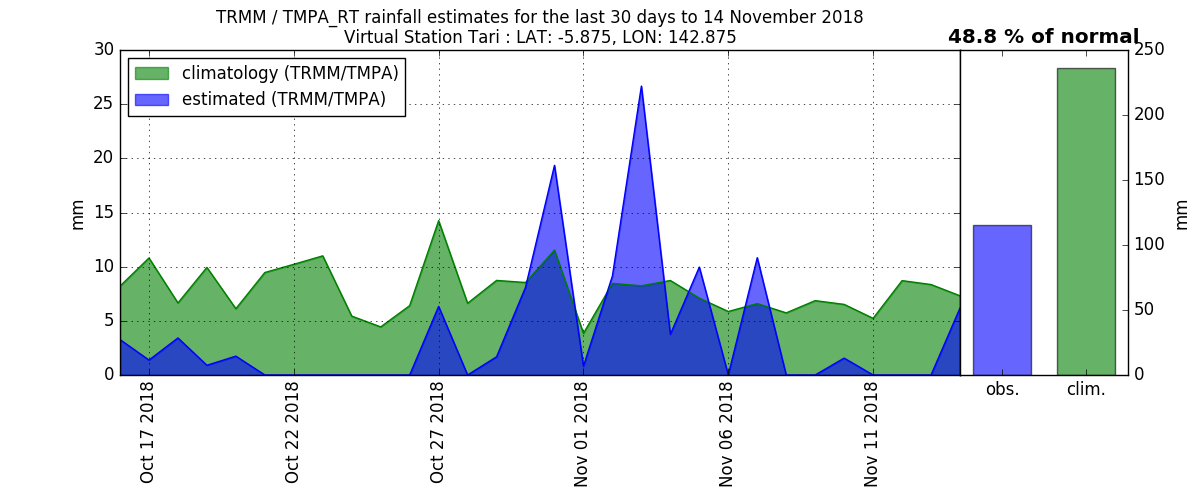 TRMM / TMPA_RT rainfall estimates for the last 30 days to 14 November 2018
Virtual Station Tari : LAT: -5.875, LON: 142.875
48.8 % of normal
climatology (TRMM/TMPA)
estimated (TRMM/TMPA)
30
25
20
15
10
5
0
mm
Oct 17 2018
Oct 22 2018
Oct 27 2018
Nov 01 2018
Nov 06 2018
Nov 11 2018
250
200
150
100
50
0
mm
obs.
clim.